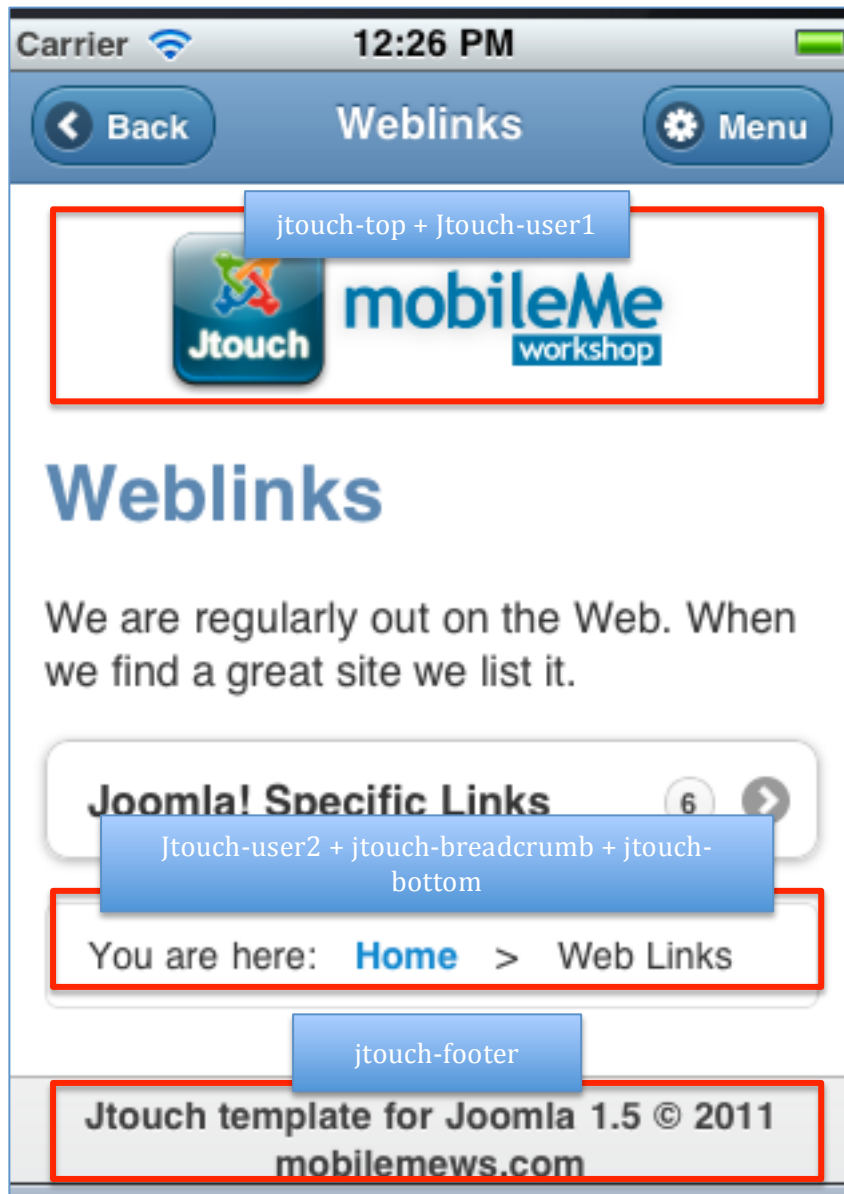 Carrier 12:26 PM
Back Weblinks Menu
jtouch-top + Jtouch-user1
Jtouch mobileMe
workshop
Weblinks
We are regularly out on the Web. When
we find a great site we list it.
Joomla! Specific Links 6
Jtouch-user2 + jtouch-breadcrumb + jtouch-
bottom
You are here: Home > Web Links
jtouch-footer
Jtouch template for Joomla 1.5 © 2011
mobilemews.com